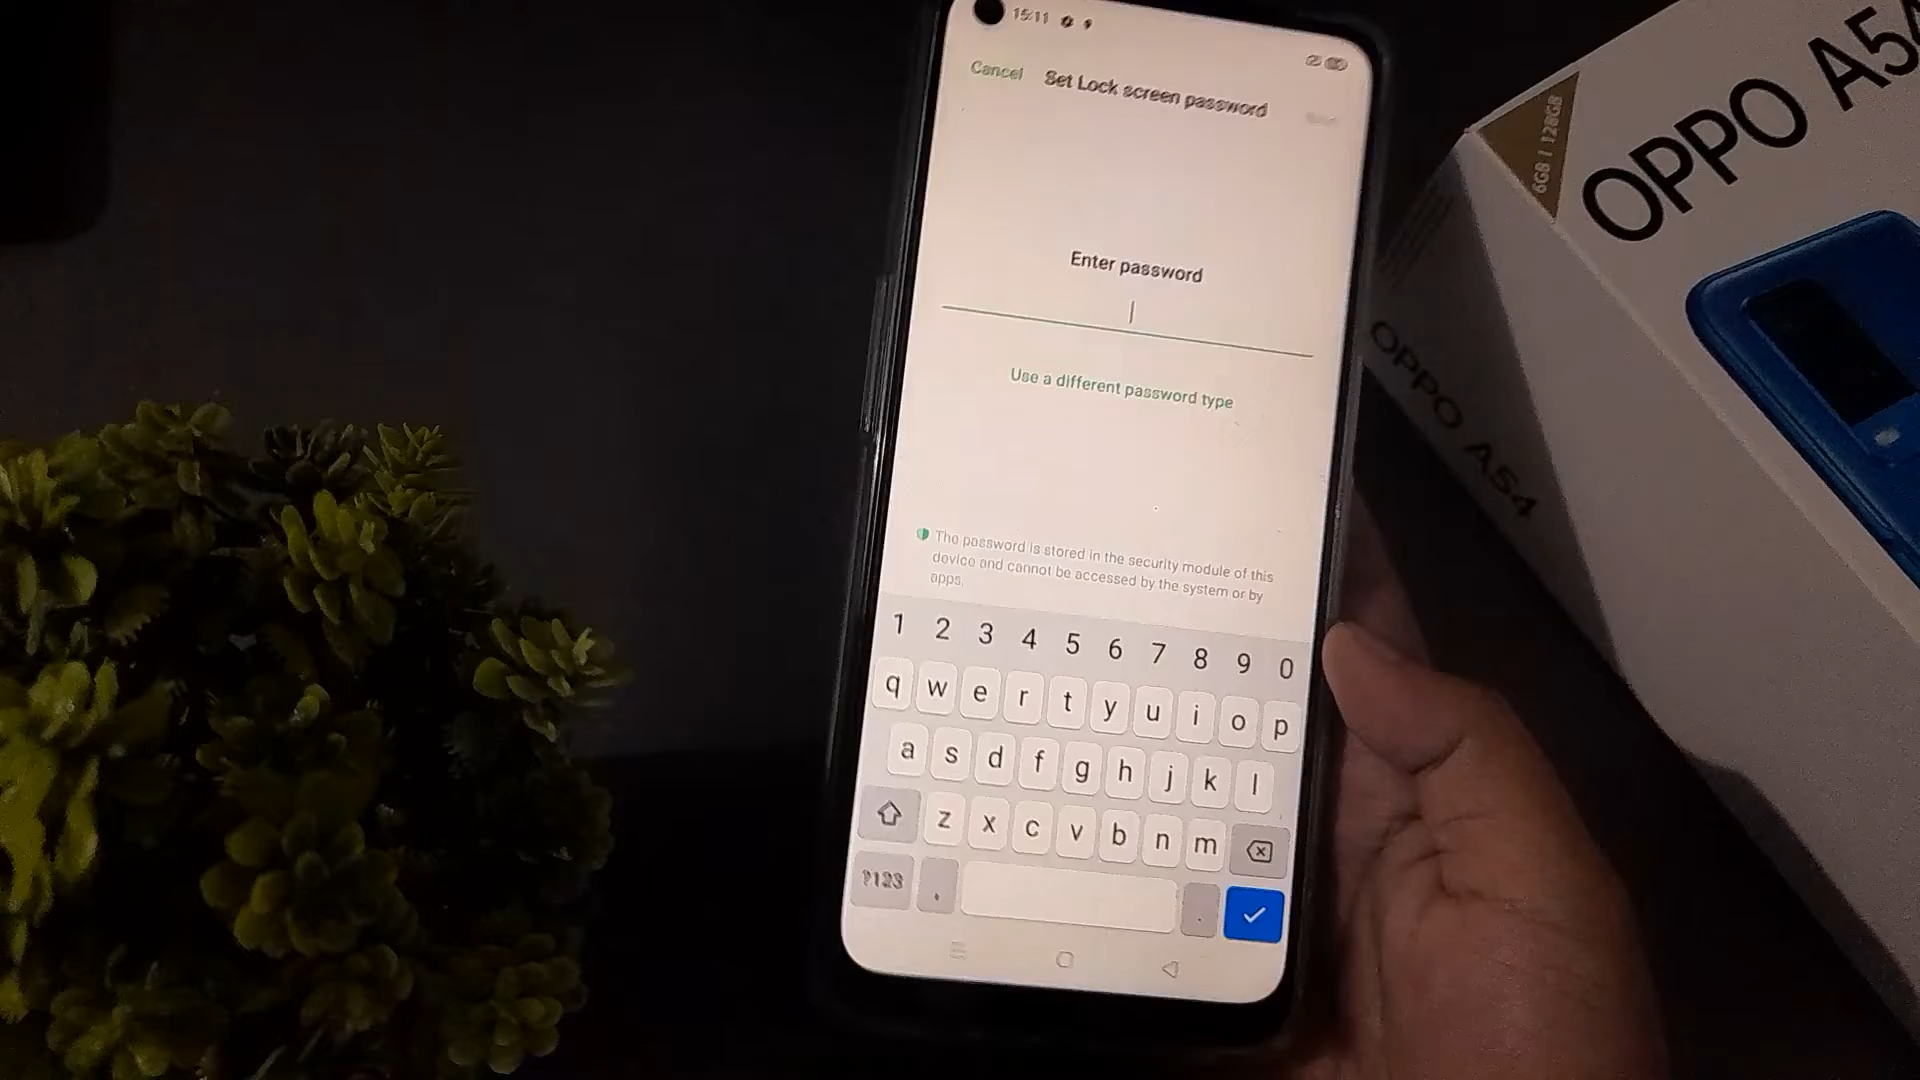 15:11
Cancel Set Lock screen password
Enter password
Use a different password type
The password is stored in the security module of this
device and cannot be accessed by the system or by
apps.
1 2 3 4 5 6 7 8 9 0
q w e r t y u i o p
a s d f g h j k l
z x c v b n m
?123 , .
6GB | 128GB
OPPO A54
OPPO A54